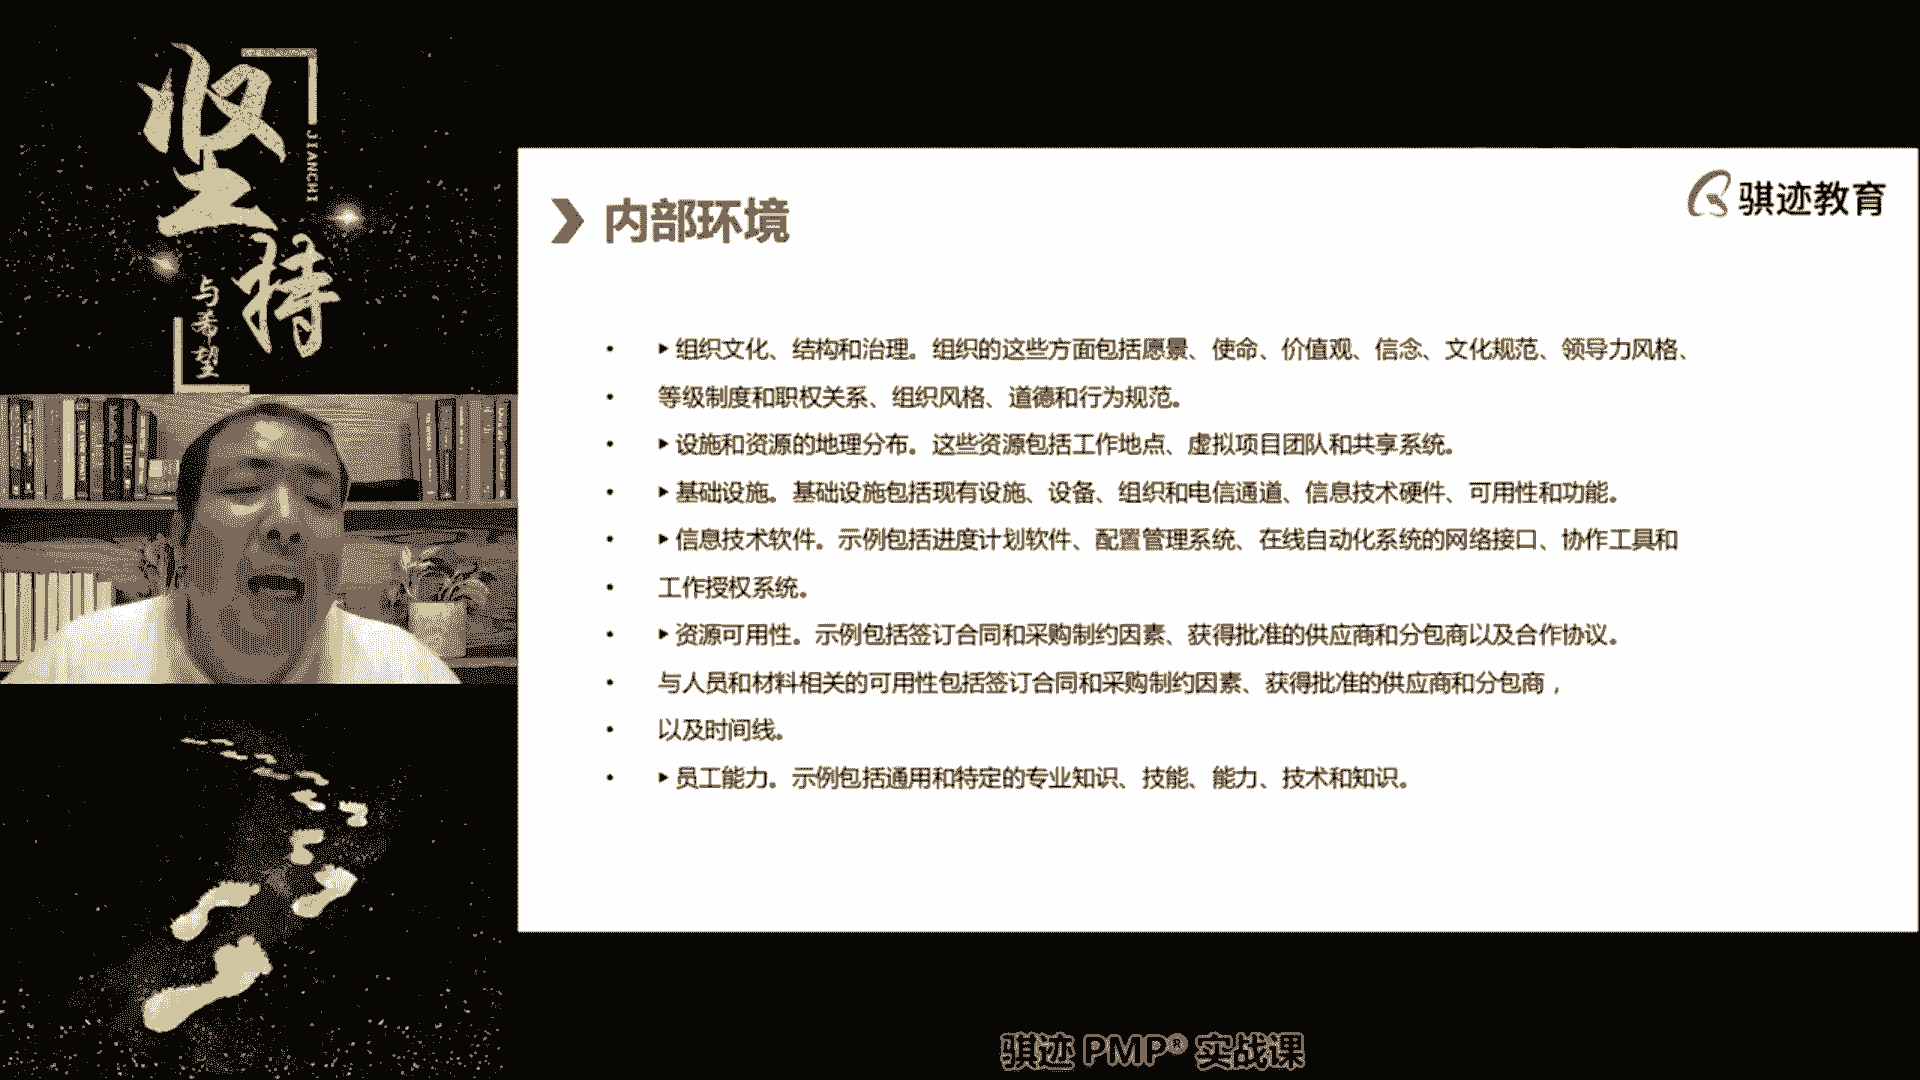 坚持
JIANCHI
与希望
骐迹教育
内部环境
• ▸组织文化、结构和治理。组织的这些方面包括愿景、使命、价值观、信念、文化规范、领导力风格、
• 等级制度和职权关系、组织风格、道德和行为规范。
• ▸设施和资源的地理分布。这些资源包括工作地点、虚拟项目团队和共享系统。
• ▸基础设施。基础设施包括现有设施、设备、组织和电信通道、信息技术硬件、可用性和功能。
• ▸信息技术软件。示例包括进度计划软件、配置管理系统、在线自动化系统的网络接口、协作工具和
• 工作授权系统。
• ▸资源可用性。示例包括签订合同和采购制约因素、获得批准的供应商和分包商以及合作协议。
• 与人员和材料相关的可用性包括签订合同和采购制约因素、获得批准的供应商和分包商，
• 以及时间线。
• ▸员工能力。示例包括通用和特定的专业知识、技能、能力、技术和知识。
骐迹 PMP® 实战课